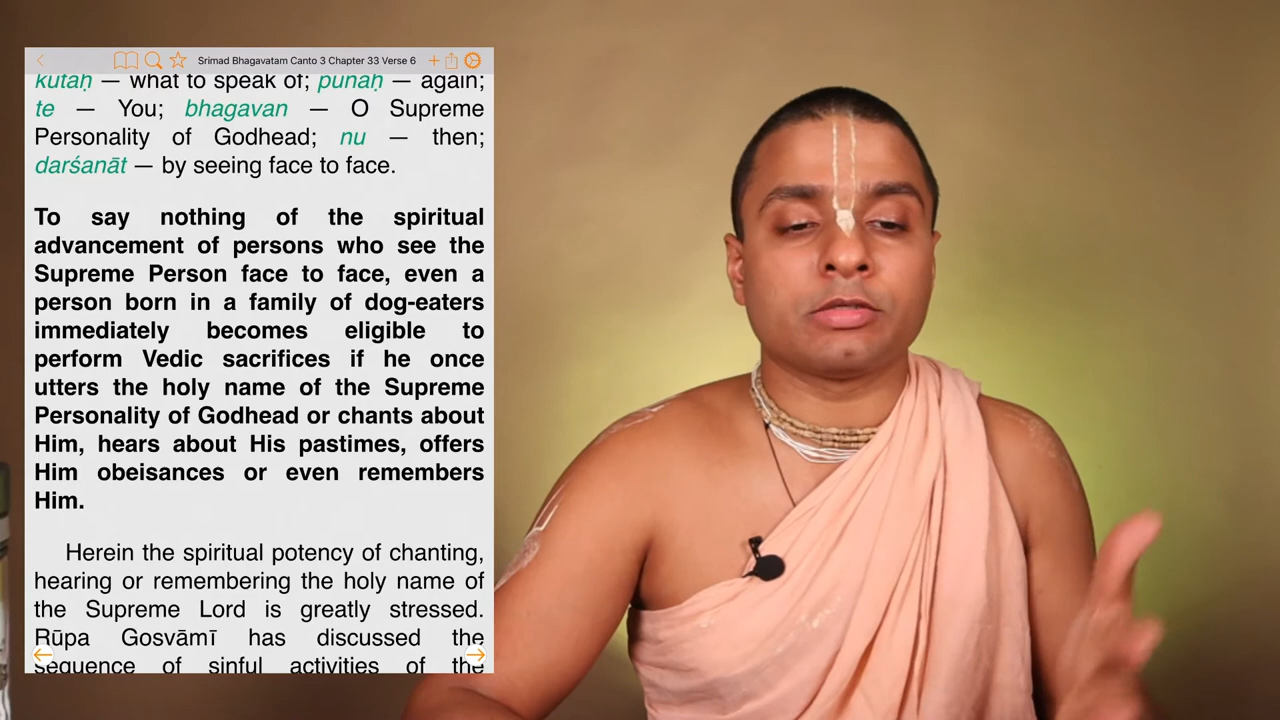 Srimad Bhagavatam Canto 3 Chapter 33 Verse 6
kutaḥ — what to speak of; punaḥ — again;
te — You; bhagavan — O Supreme
Personality of Godhead; nu — then;
darśanāt — by seeing face to face.
To say nothing of the spiritual
advancement of persons who see the
Supreme Person face to face, even a
person born in a family of dog-eaters
immediately becomes eligible to
perform Vedic sacrifices if he once
utters the holy name of the Supreme
Personality of Godhead or chants about
Him, hears about His pastimes, offers
Him obeisances or even remembers
Him.
Herein the spiritual potency of chanting,
hearing or remembering the holy name of
the Supreme Lord is greatly stressed.
Rūpa Gosvāmī has discussed the
sequence of sinful activities of the